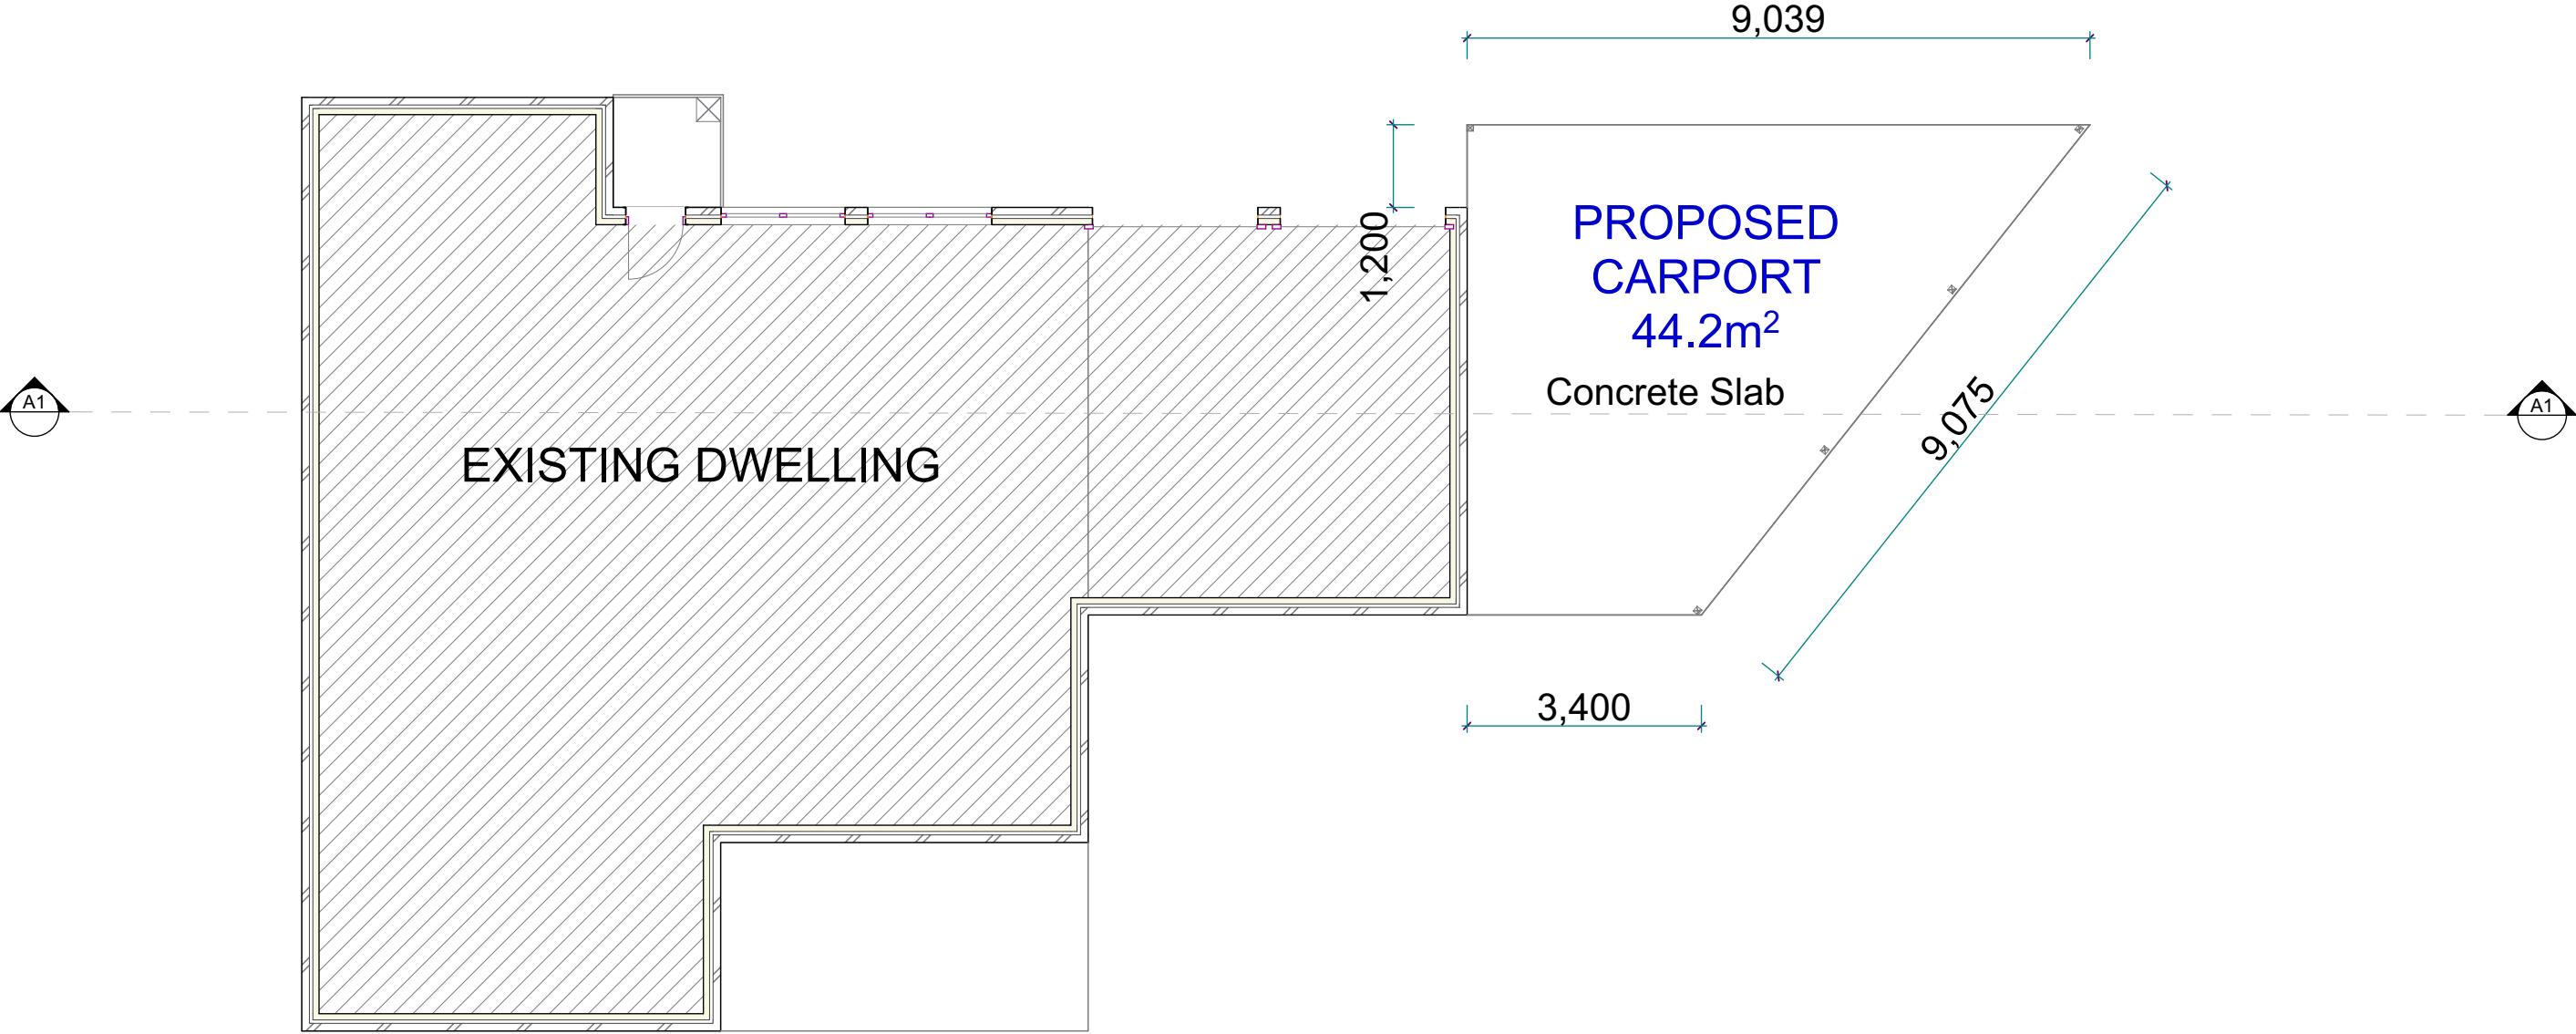 9,039
1,200
PROPOSED
CARPORT
44.2m²
Concrete Slab
A1
A1
9,075
EXISTING DWELLING
3,400